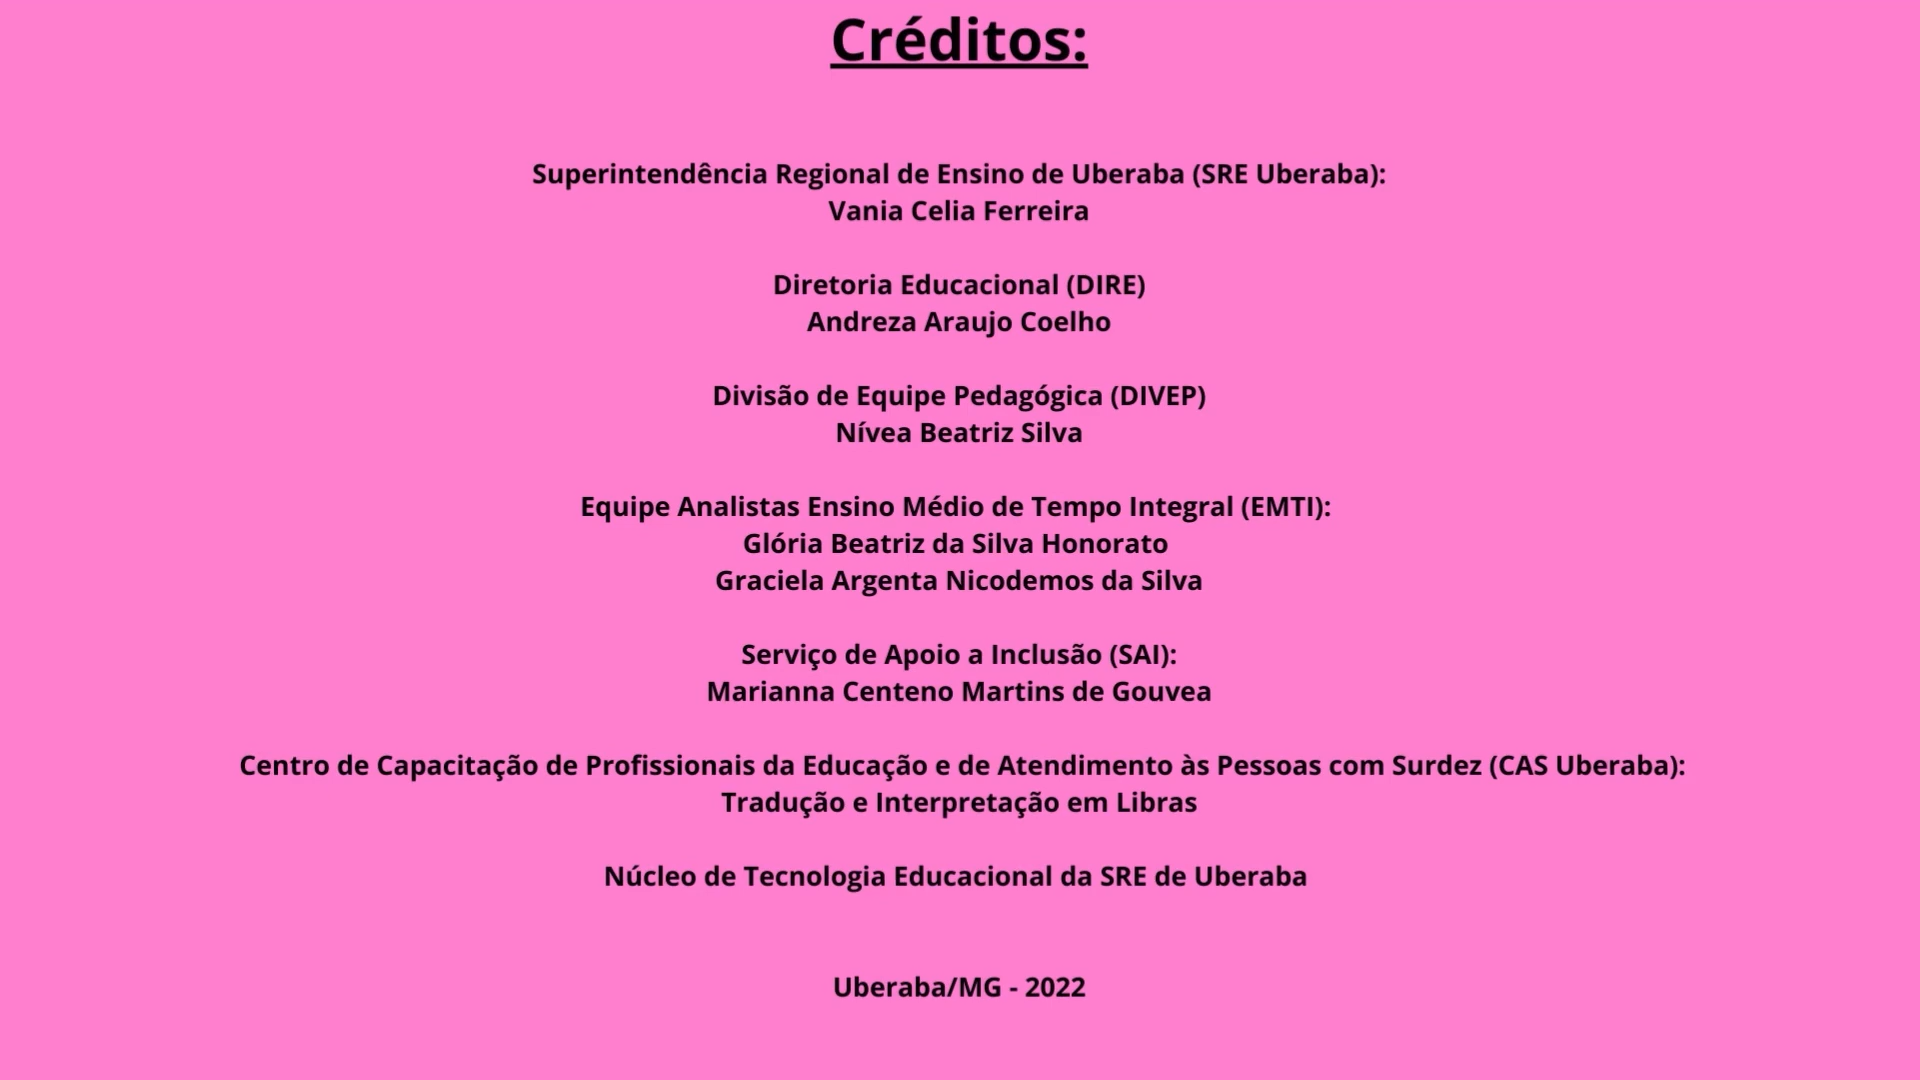 Créditos:
Superintendência Regional de Ensino de Uberaba (SRE Uberaba):
Vania Celia Ferreira
Diretoria Educacional (DIRE)
Andreza Araujo Coelho
Divisão de Equipe Pedagógica (DIVEP)
Nívea Beatriz Silva
Equipe Analistas Ensino Médio de Tempo Integral (EMTI):
Glória Beatriz da Silva Honorato
Graciela Argenta Nicodemos da Silva
Serviço de Apoio a Inclusão (SAI):
Marianna Centeno Martins de Gouvea
Centro de Capacitação de Profissionais da Educação e de Atendimento às Pessoas com Surdez (CAS Uberaba):
Tradução e Interpretação em Libras
Núcleo de Tecnologia Educacional da SRE de Uberaba
Uberaba/MG - 2022